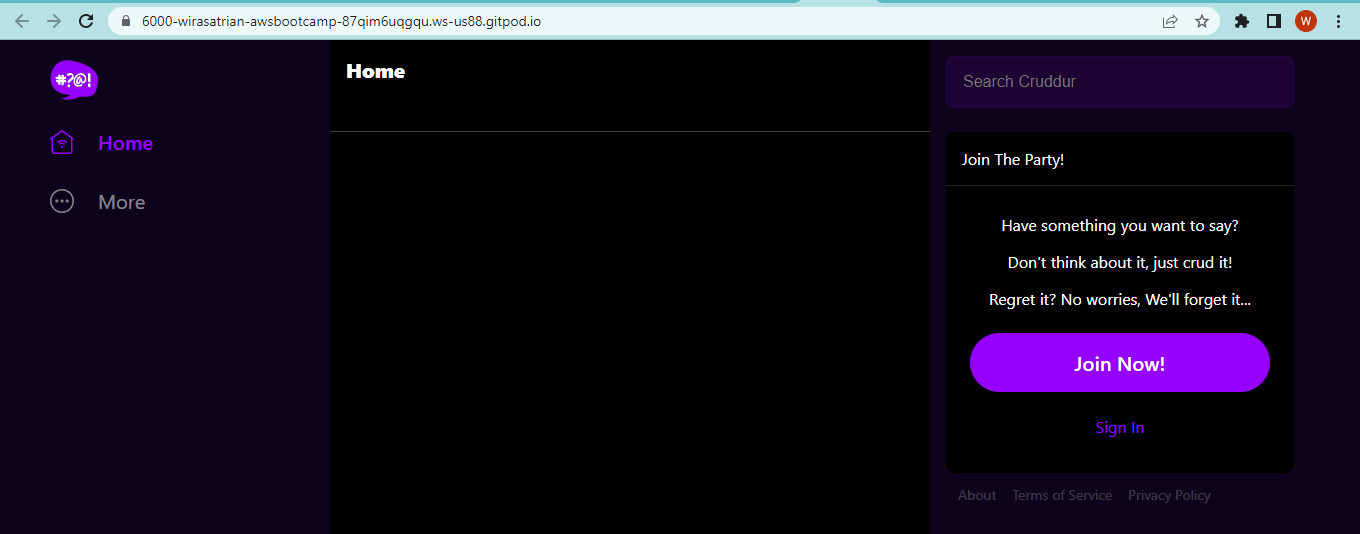 6000-wirasatrian-awsbootcamp-87qim6uqgqu.ws-us88.gitpod.io
W
#?@!
Home
More
Home
Search Cruddur
Join The Party!
Have something you want to say?
Don't think about it, just crud it!
Regret it? No worries, We'll forget it...
Join Now!
Sign In
About Terms of Service Privacy Policy